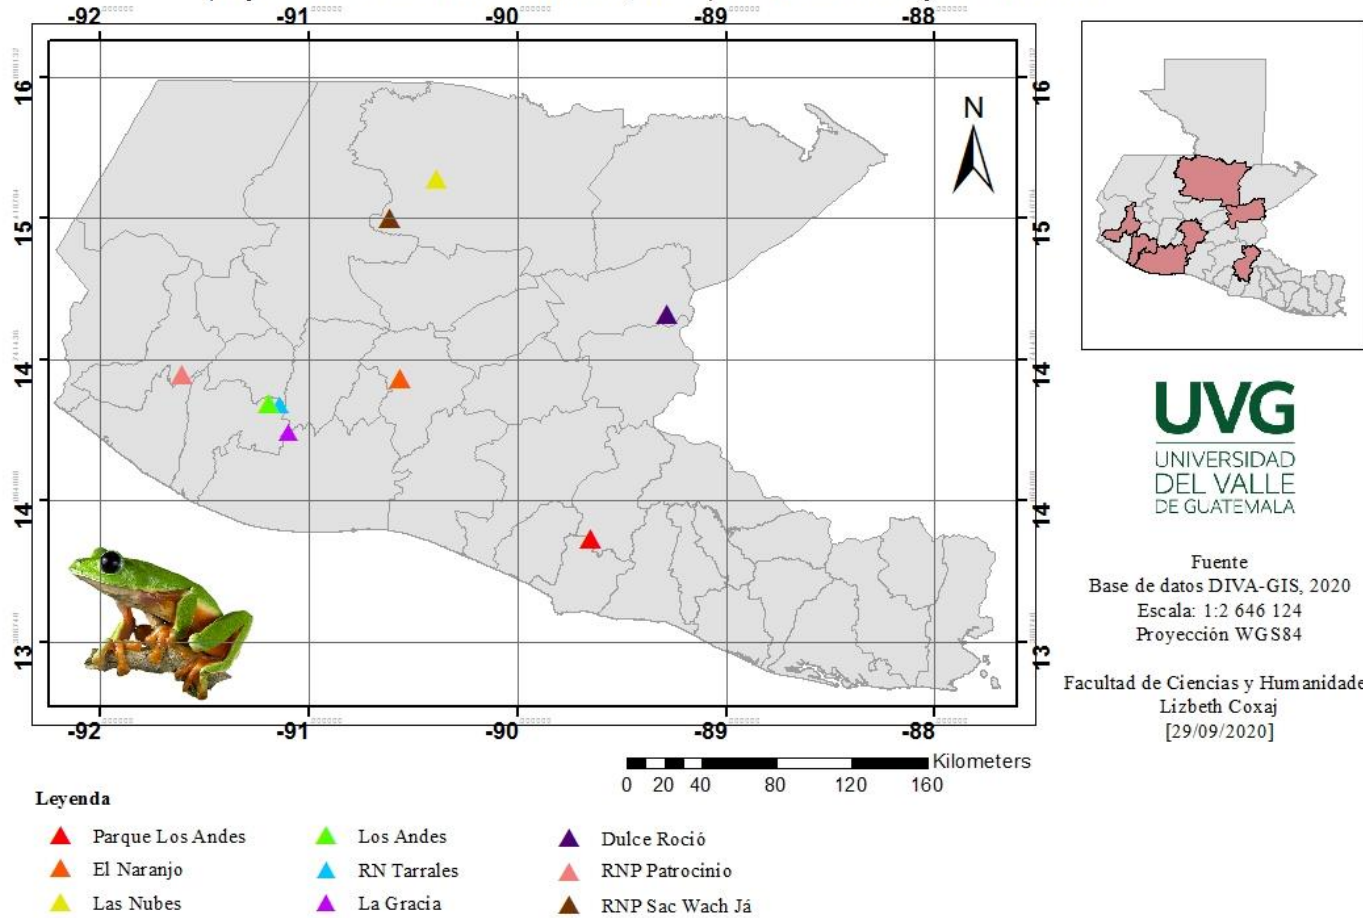 -92 -91 -90 -89 -88
16 16
N
15 15
14 14
14 14
13 13
-92 -91 -90 -89 -88
UVG
UNIVERSIDAD
DEL VALLE
DE GUATEMALA
Fuente
Base de datos DIVA-GIS, 2020
Escala: 1:2 646 124
Proyección WGS84
Facultad de Ciencias y Humanidade
Lizbeth Coxaj
[29/09/2020]
Kilometers
0 20 40 80 120 160
Leyenda
Parque Los Andes
El Naranjo
Las Nubes
Los Andes
RN Tarrales
La Gracia
Dulce Roció
RNP Patrocinio
RNP Sac Wach Já